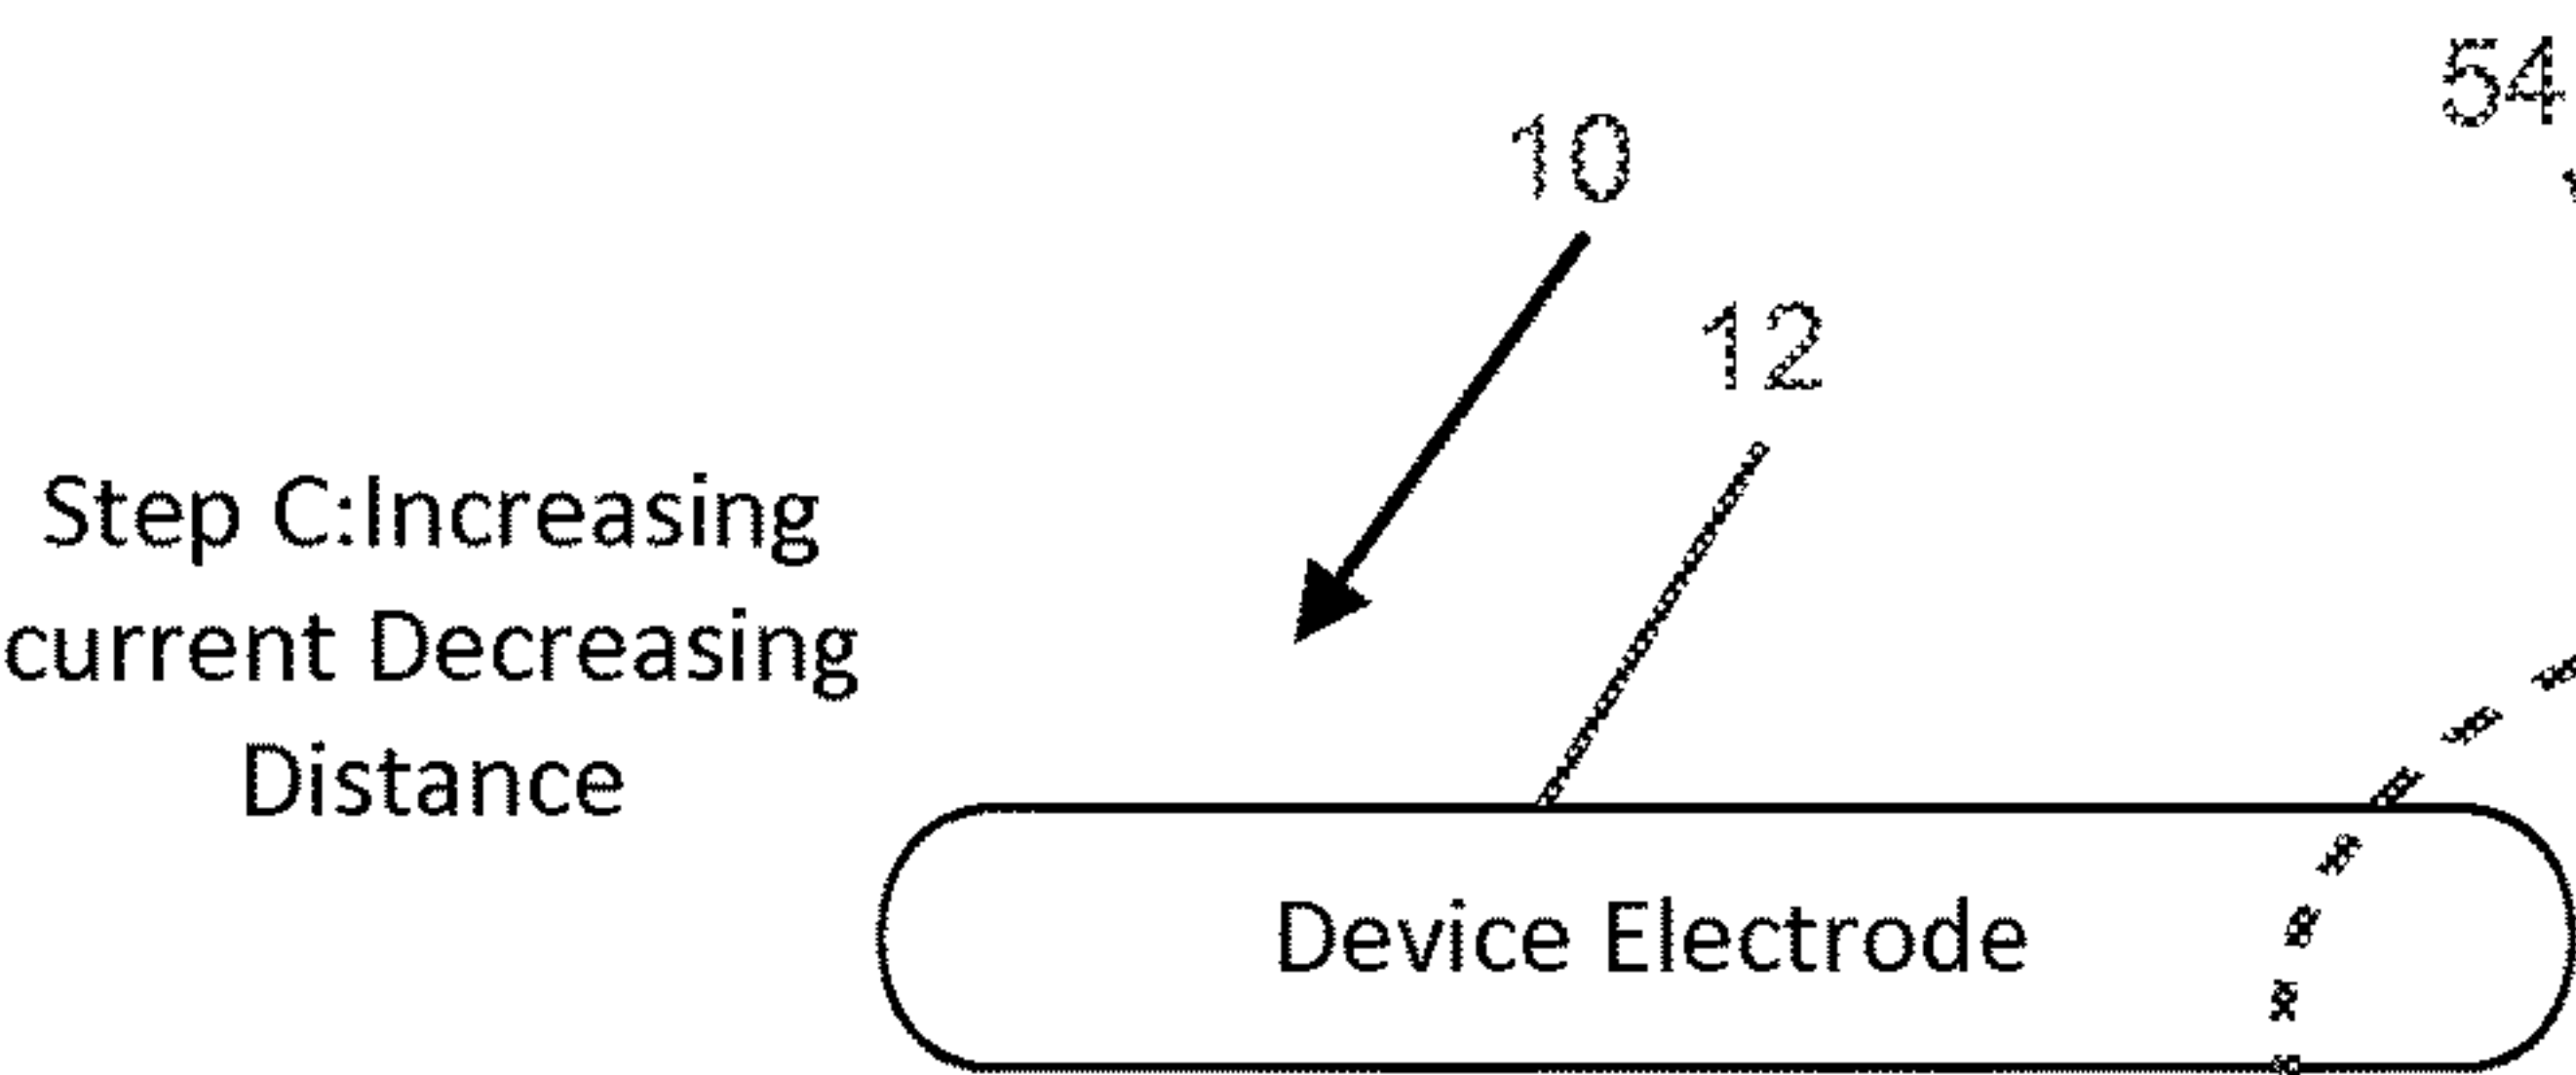 54
10
12
Step C:Increasing
current Decreasing
Distance
Device Electrode